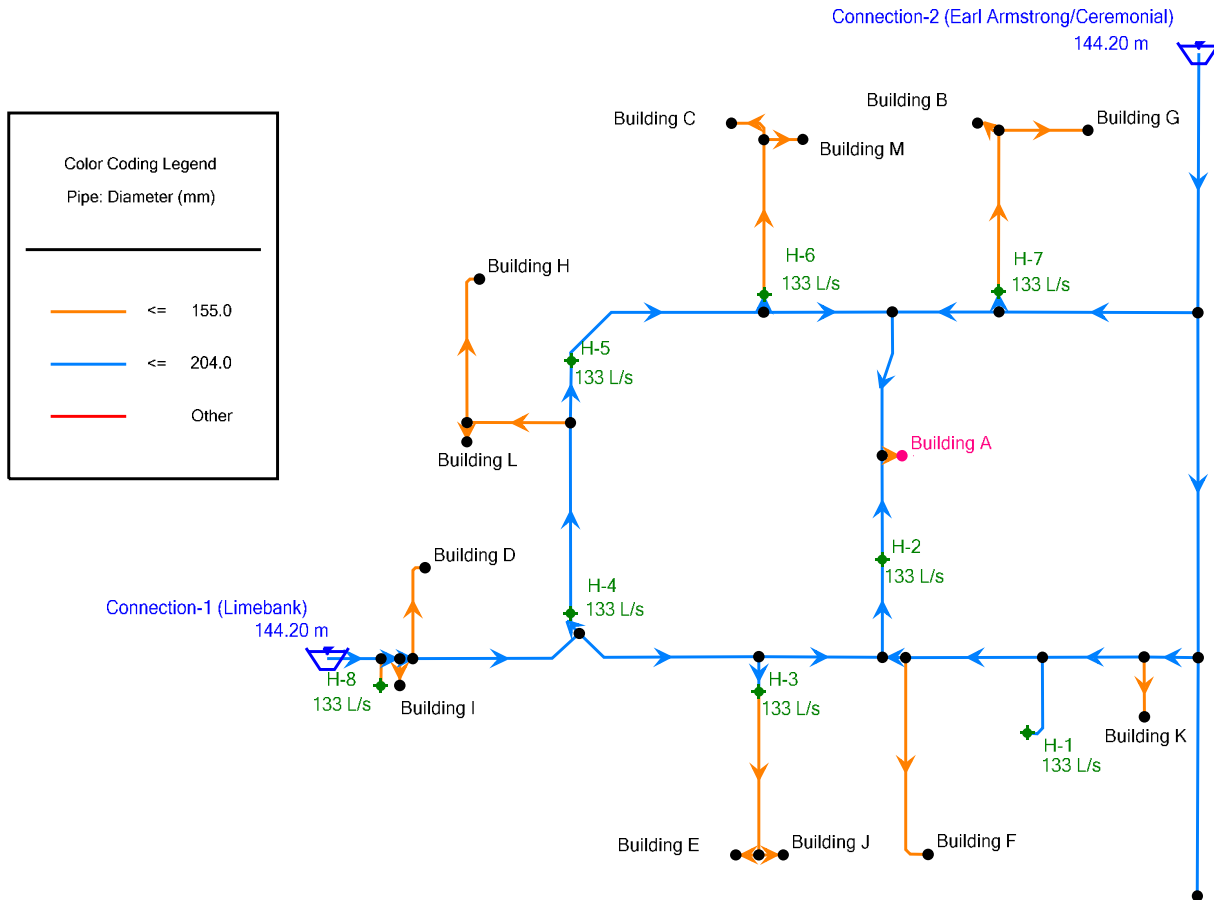 Connection-2 (Earl Armstrong/Ceremonial)
144.20 m
Building B
Building C
Building G
Building M
Color Coding Legend
Pipe: Diameter (mm)
<= 155.0
<= 204.0
Other
H-6
133 L/s
H-7
133 L/s
Building H
H-5
133 L/s
Building L
Building A
H-2
133 L/s
Building D
H-4
133 L/s
Connection-1 (Limebank)
144.20 m
H-8
133 L/s
Building I
H-3
133 L/s
Building K
H-1
133 L/s
Building E
Building J
Building F